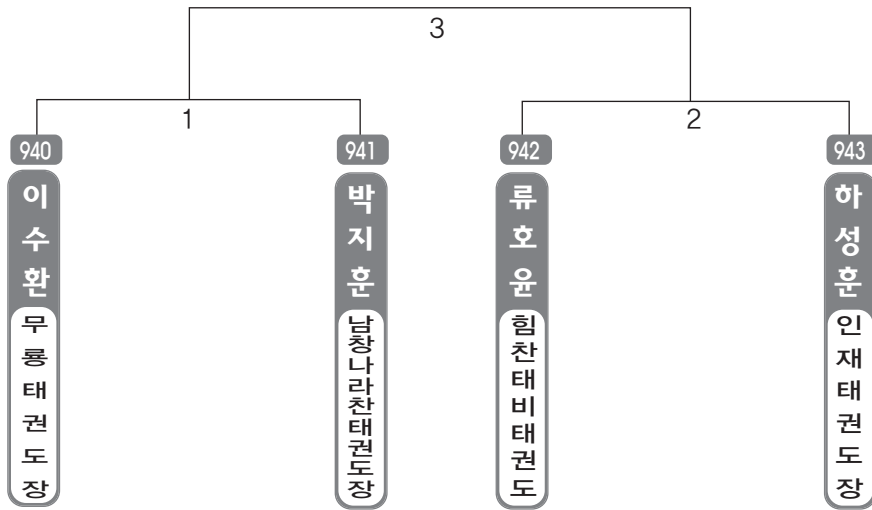 3
1
2
940
이수환
무룡태권도장
941
박지훈
남창나라찬태권도장
942
류호윤
힘찬태비태권도
943
하성훈
인재태권도장